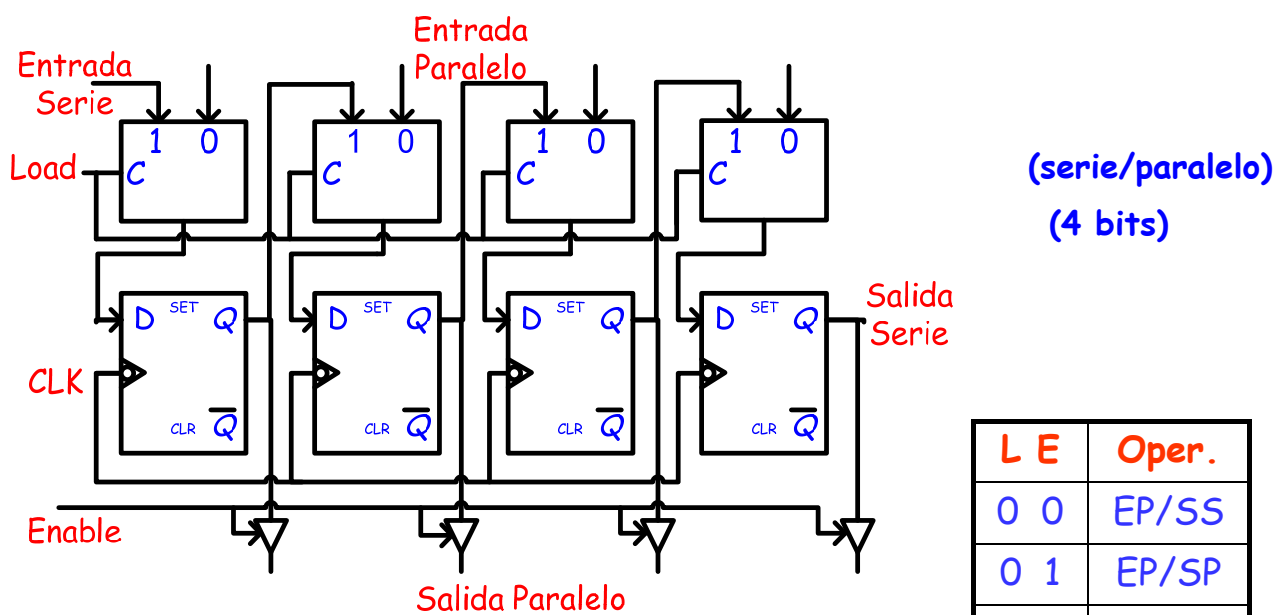 Entrada
Serie
Entrada
Paralelo
1 0
1 0
1 0
1 0
Load
C
C
C
C
(serie/paralelo)
(4 bits)
SET
D Q
SET
D Q
SET
D Q
SET
D Q
Salida
Serie
CLK
CLR Q̅
CLR Q̅
CLR Q̅
CLR Q̅
Enable
Salida Paralelo
L E Oper.
0 0 EP/SS
0 1 EP/SP